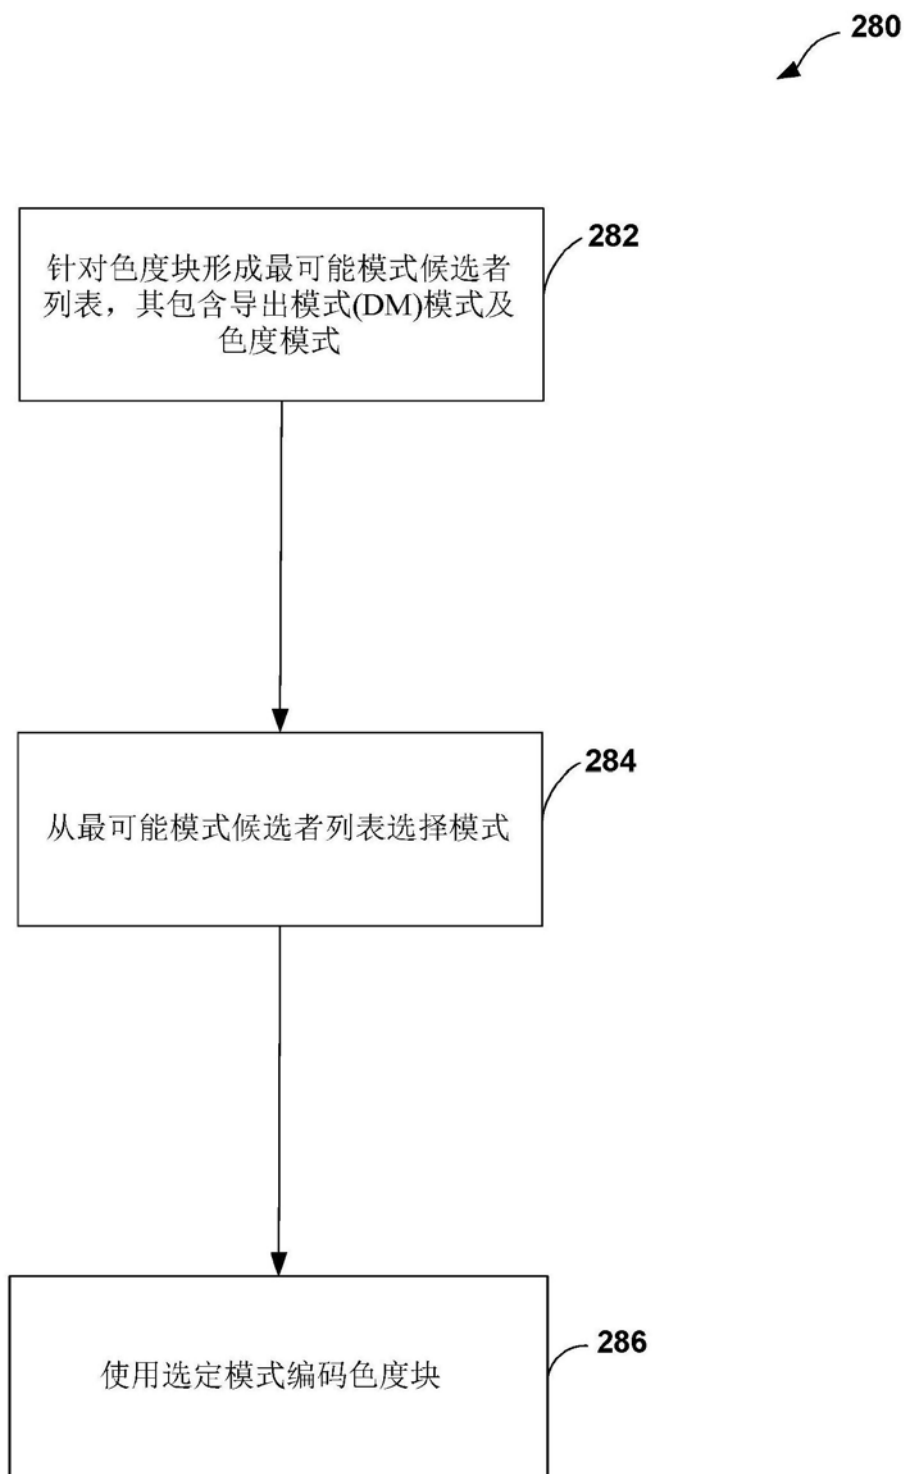 280
282
针对色度块形成最可能模式候选者
列表，其包含导出模式(DM)模式及
色度模式
284
从最可能模式候选者列表选择模式
286
使用选定模式编码色度块